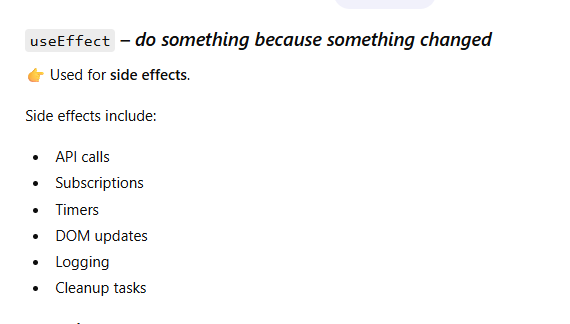 useEffect – do something because something changed
👉 Used for side effects.
Side effects include:
• API calls
• Subscriptions
• Timers
• DOM updates
• Logging
• Cleanup tasks